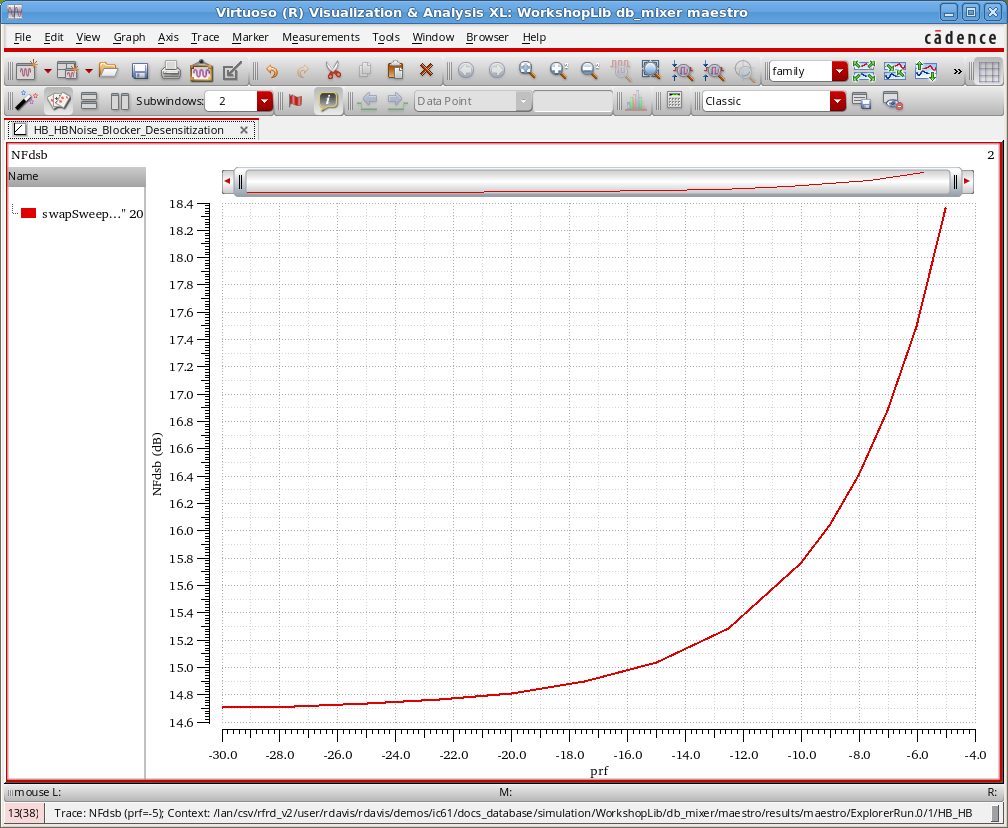 Virtuoso (R) Visualization & Analysis XL: WorkshopLib db_mixer maestro
File Edit View Graph Axis Trace Marker Measurements Tools Window Browser Help
cādence
family
»
Subwindows: 2
Data Point
Classic
HB_HBNoise_Blocker_Desensitization
NFdsb
2
Name
swapSweep..." 20
18.4
18.2
18.0
17.8
17.6
17.4
17.2
17.0
16.8
16.6
16.4
16.2
16.0
15.8
15.6
15.4
15.2
15.0
14.8
14.6
NFdsb (dB)
-30.0 -28.0 -26.0 -24.0 -22.0 -20.0 -18.0 -16.0 -14.0 -12.0 -10.0 -8.0 -6.0 -4.0
prf
mouse L: M: R:
13(38) Trace: NFdsb (prf=-5); Context: /lan/csv/rfrd_v2/user/rdavis/rdavis/demos/ic61/docs_database/simulation/WorkshopLib/db_mixer/maestro/results/maestro/ExplorerRun.0/1/HB_HB